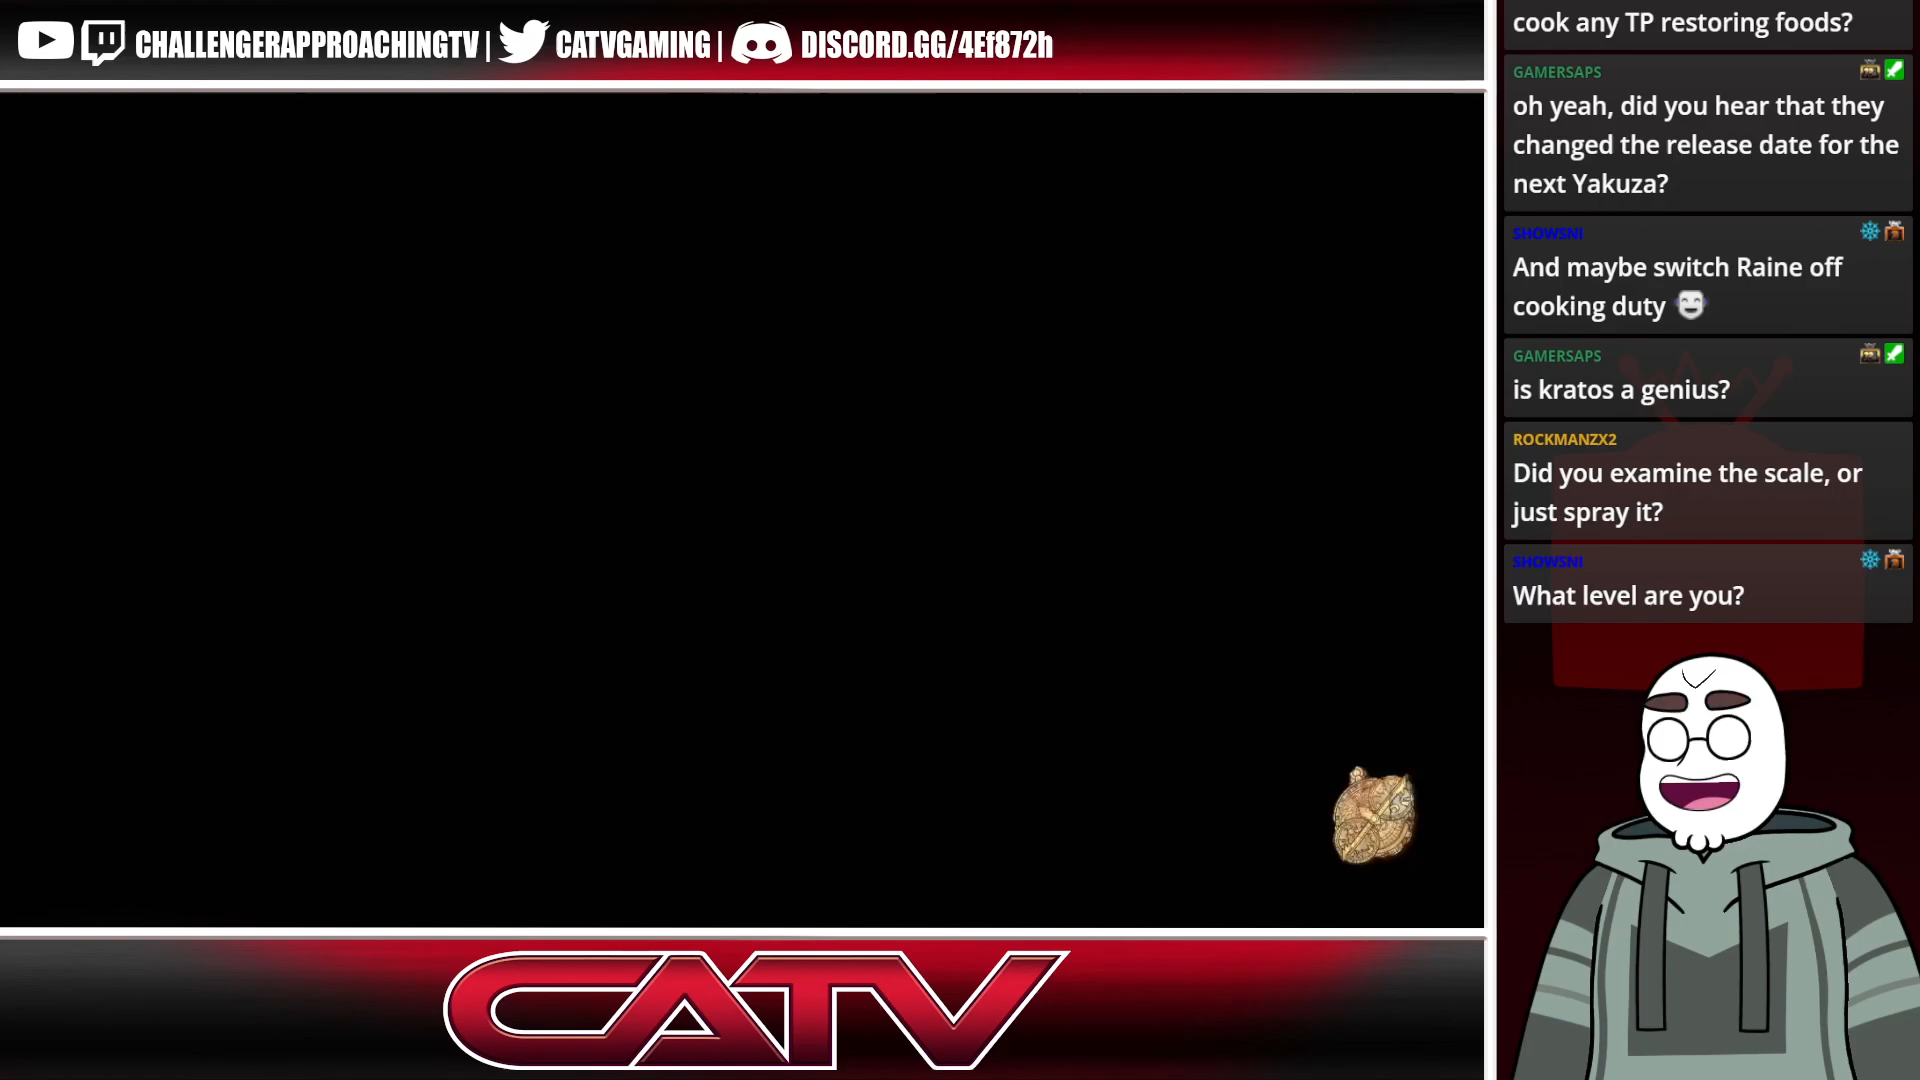 CHALLENGERAPPROACHINGTV | CATVGAMING | DISCORD.GG/4Ef872h
cook any TP restoring foods?
GAMERSAPS
oh yeah, did you hear that they
changed the release date for the
next Yakuza?
SHOWSNI
And maybe switch Raine off
cooking duty
GAMERSAPS
is kratos a genius?
ROCKMANZX2
Did you examine the scale, or
just spray it?
SHOWSNI
What level are you?
CATV